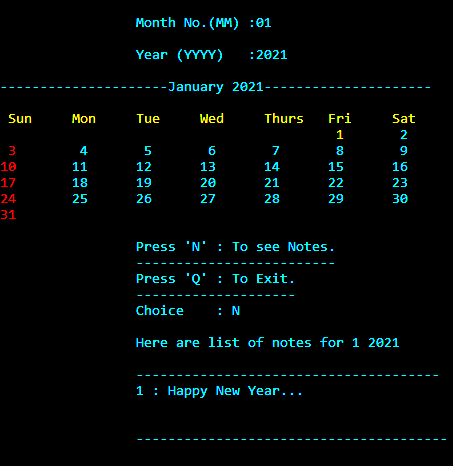 Month No.(MM) :01
Year (YYYY) :2021
---------------------January 2021---------------------
Sun Mon Tue Wed Thurs Fri Sat
1 2
3 4 5 6 7 8 9
10 11 12 13 14 15 16
17 18 19 20 21 22 23
24 25 26 27 28 29 30
31
Press 'N' : To see Notes.
-------------------------
Press 'Q' : To Exit.
--------------------
Choice : N
Here are list of notes for 1 2021
--------------------------------------
1 : Happy New Year...
---------------------------------------